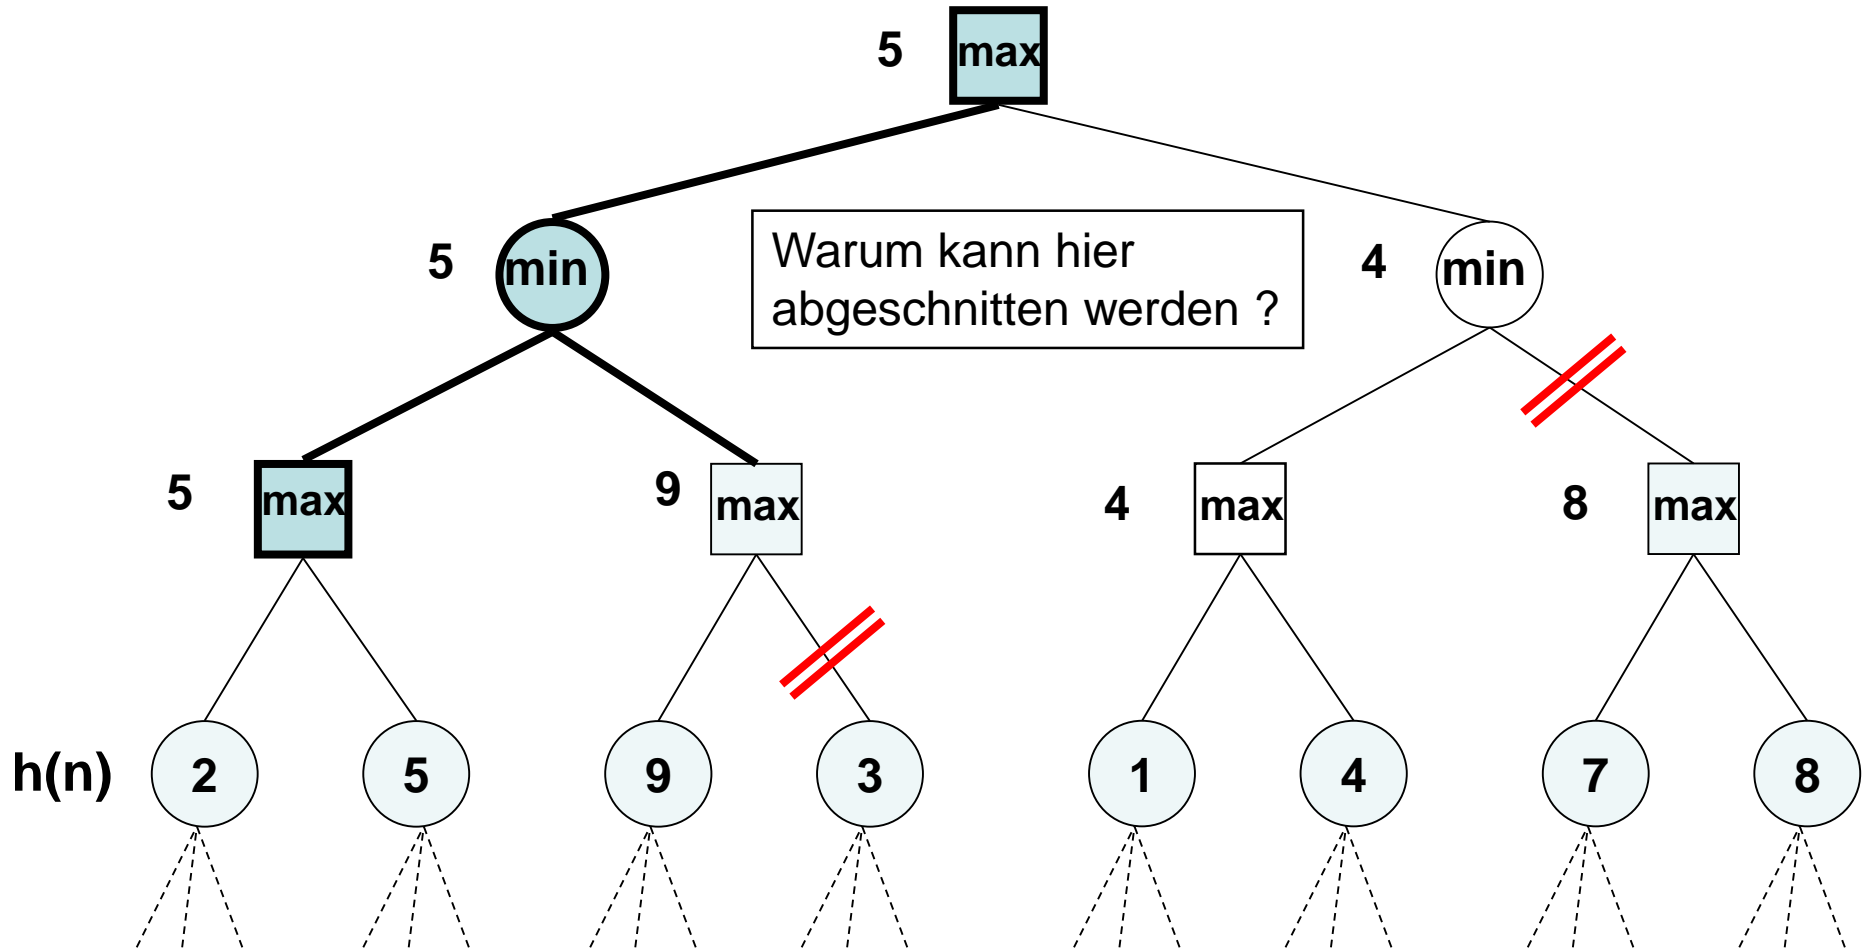 5 max
5 min
Warum kann hier
abgeschnitten werden ?
4 min
5 max
9 max
4 max
8 max
h(n) 2 5 9 3 1 4 7 8